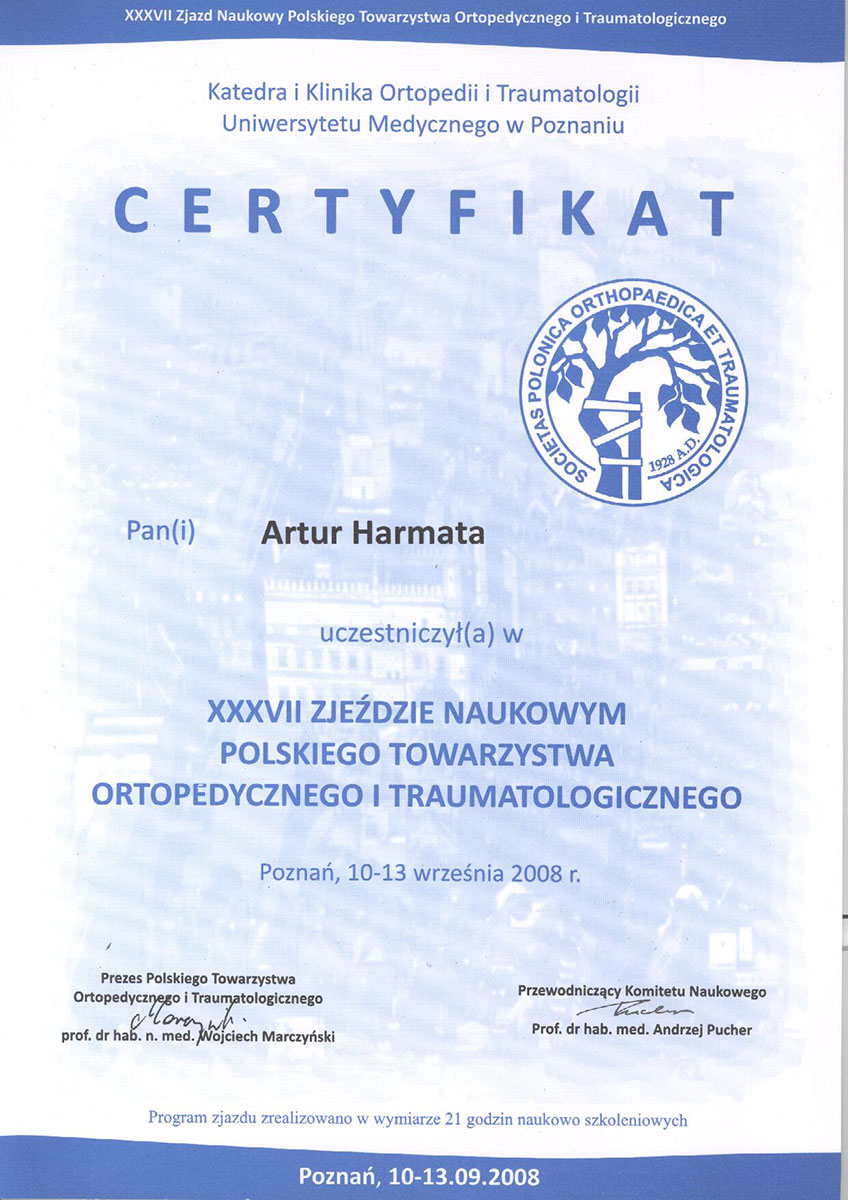 XXXVII Zjazd Naukowy Polskiego Towarzystwa Ortopedycznego i Traumatologicznego
Katedra i Klinika Ortopedii i Traumatologii
Uniwersytetu Medycznego w Poznaniu
CERTYFIKAT
SOCIETAS POLONICA ORTHOPAEDICA ET TRAUMATOLOGICA
1928 A.D.
Pan(i) Artur Harmata
uczestniczył(a) w
XXXVII ZJEŹDZIE NAUKOWYM
POLSKIEGO TOWARZYSTWA
ORTOPEDYCZNEGO I TRAUMATOLOGICZNEGO
Poznań, 10-13 września 2008 r.
Prezes Polskiego Towarzystwa
Ortopedycznego i Traumatologicznego
prof. dr hab. n. med. Wojciech Marczyński
Przewodniczący Komitetu Naukowego
Prof. dr hab. med. Andrzej Pucher
Program zjazdu zrealizowano w wymiarze 21 godzin naukowo szkoleniowych
Poznań, 10-13.09.2008